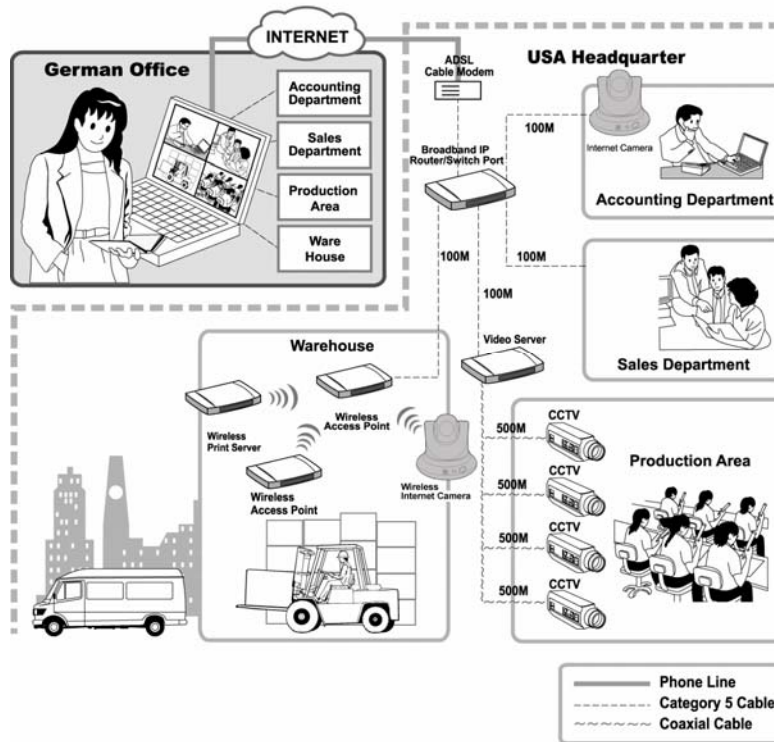 INTERNET
German Office
Accounting
Department
Sales
Department
Production
Area
Ware
House
ADSL
Cable Modem
USA Headquarter
Broadband IP
Router/Switch Port
100M
Internet Camera
Accounting Department
100M
100M
100M
Sales Department
Video Server
Warehouse
Wireless
Print Server
Wireless
Access Point
Wireless
Access Point
Wireless
Internet Camera
500M
CCTV
500M
CCTV
500M
CCTV
500M
CCTV
Production Area
Phone Line
Category 5 Cable
Coaxial Cable